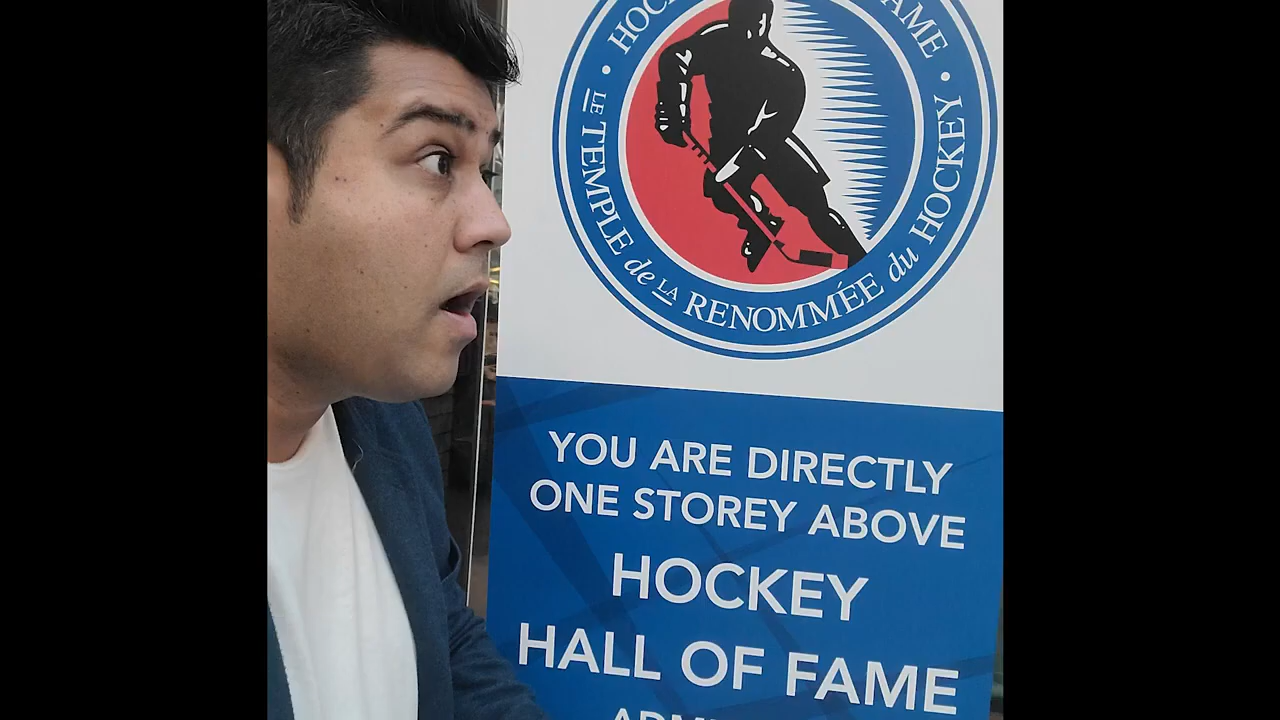 LE TEMPLE de LA RENOMMÉE du HOCKEY
YOU ARE DIRECTLY
ONE STOREY ABOVE
HOCKEY
HALL OF FAME